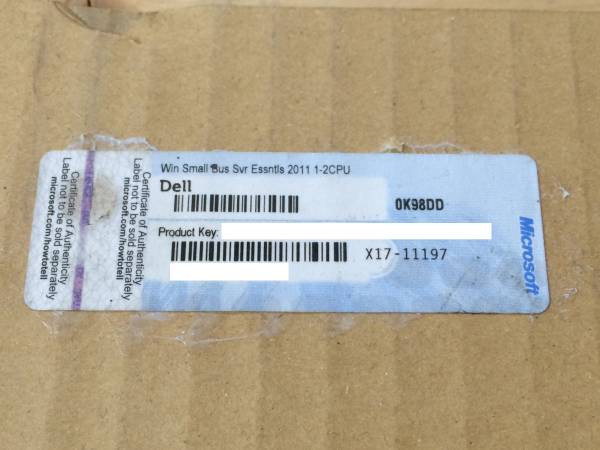 Certificate of Authenticity
Label not to be sold separately
microsoft.com/howtotell
Certificate of Authenticity
Label not to be sold separately
microsoft.com/howtotell
Win Small Bus Svr Essntls 2011 1-2CPU
Dell
0K98DD
Product Key:
X17-11197
Microsoft